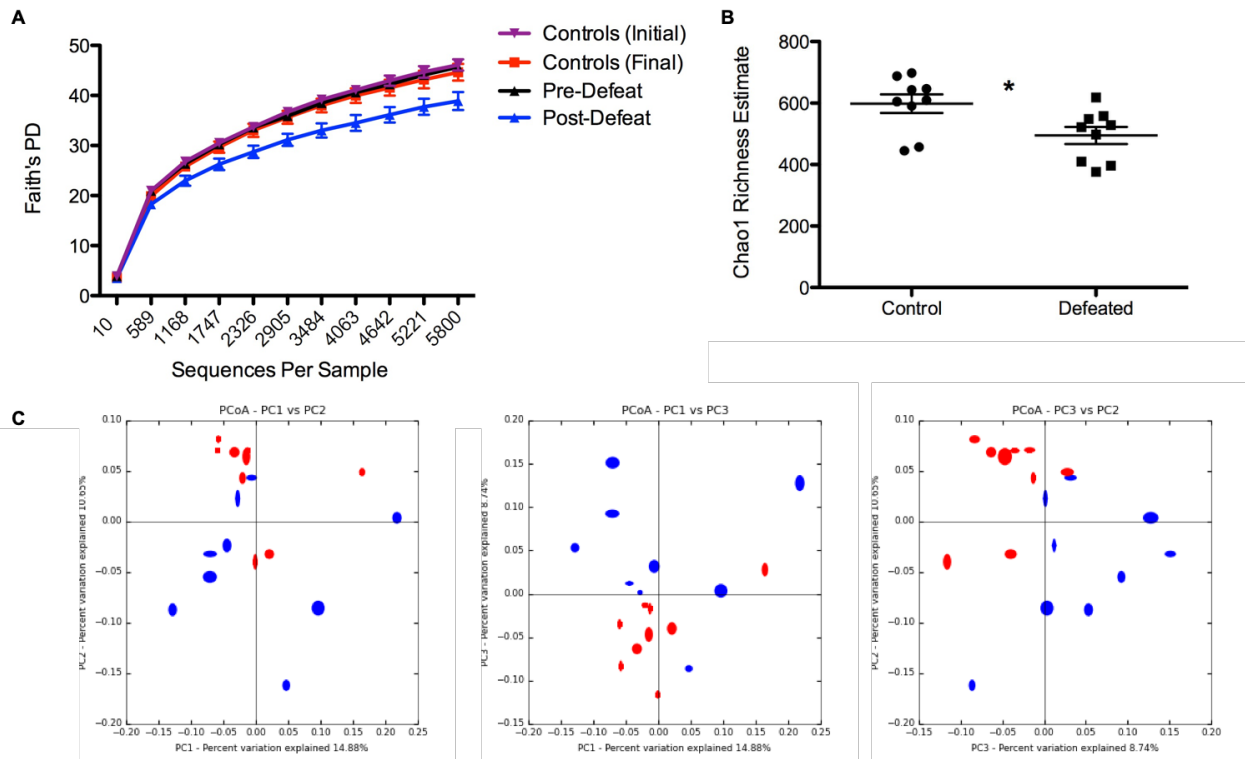 A
Faith's PD
50
40
30
20
10
0
10
589
1168
1747
2326
2905
3484
4063
4642
5221
5800
Sequences Per Sample
Controls (Initial)
Controls (Final)
Pre-Defeat
Post-Defeat
B
Chao1 Richness Estimate
800
600
400
200
0
*
Control
Defeated
C
PCoA - PC1 vs PC2
PC2 - Percent variation explained 10.65%
0.10
0.05
0.00
−0.05
−0.10
−0.15
−0.20
−0.20 −0.15 −0.10 −0.05 0.00 0.05 0.10 0.15 0.20 0.25
PC1 - Percent variation explained 14.88%
PCoA - PC1 vs PC3
PC3 - Percent variation explained 8.74%
0.20
0.15
0.10
0.05
0.00
−0.05
−0.10
−0.15
−0.20 −0.15 −0.10 −0.05 0.00 0.05 0.10 0.15 0.20 0.25
PC1 - Percent variation explained 14.88%
PCoA - PC3 vs PC2
PC2 - Percent variation explained 10.65%
0.10
0.05
0.00
−0.05
−0.10
−0.15
−0.20
−0.15 −0.10 −0.05 0.00 0.05 0.10 0.15 0.20
PC3 - Percent variation explained 8.74%